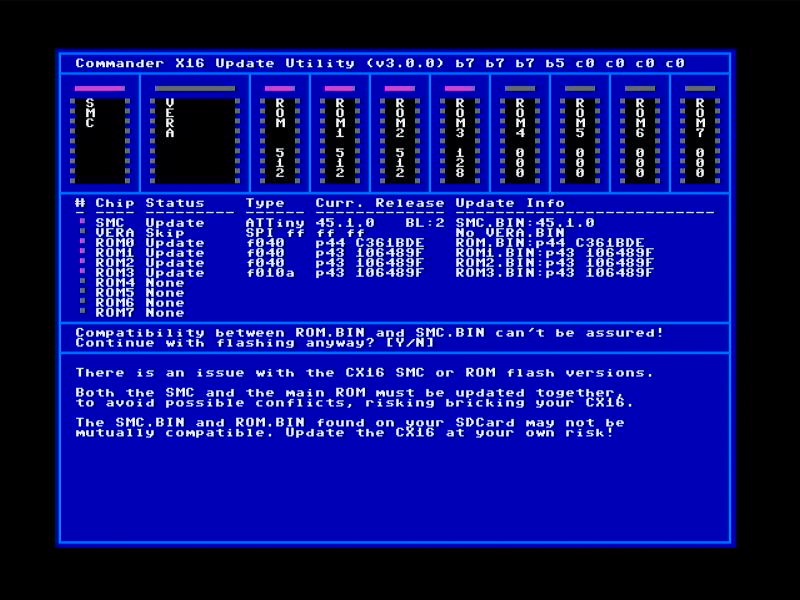 Commander X16 Update Utility (v3.0.0) b7 b7 b7 b5 c0 c0 c0 c0
SMC VERA ROM 512 ROM1 512 ROM2 512 ROM3 128 ROM4 000 ROM5 000 ROM6 000 ROM7 000
# Chip Status Type Curr. Release Update Info
- ---- --------- ------ ------------- --------------------------
SMC Update ATTiny 45.1.0 BL:2 SMC.BIN:45.1.0
VERA Skip SPI ff ff ff No VERA.BIN
ROM0 Update f040 p44 C361BDE ROM.BIN:p44 C361BDE
ROM1 Update f040 p43 106489F ROM1.BIN:p43 106489F
ROM2 Update f040 p43 106489F ROM2.BIN:p43 106489F
ROM3 Update f010a p43 106489F ROM3.BIN:p43 106489F
ROM4 None
ROM5 None
ROM6 None
ROM7 None
Compatibility between ROM.BIN and SMC.BIN can't be assured!
Continue with flashing anyway? [Y/N]
There is an issue with the CX16 SMC or ROM flash versions.
Both the SMC and the main ROM must be updated together,
to avoid possible conflicts, risking bricking your CX16.
The SMC.BIN and ROM.BIN found on your SDCard may not be
mutually compatible. Update the CX16 at your own risk!